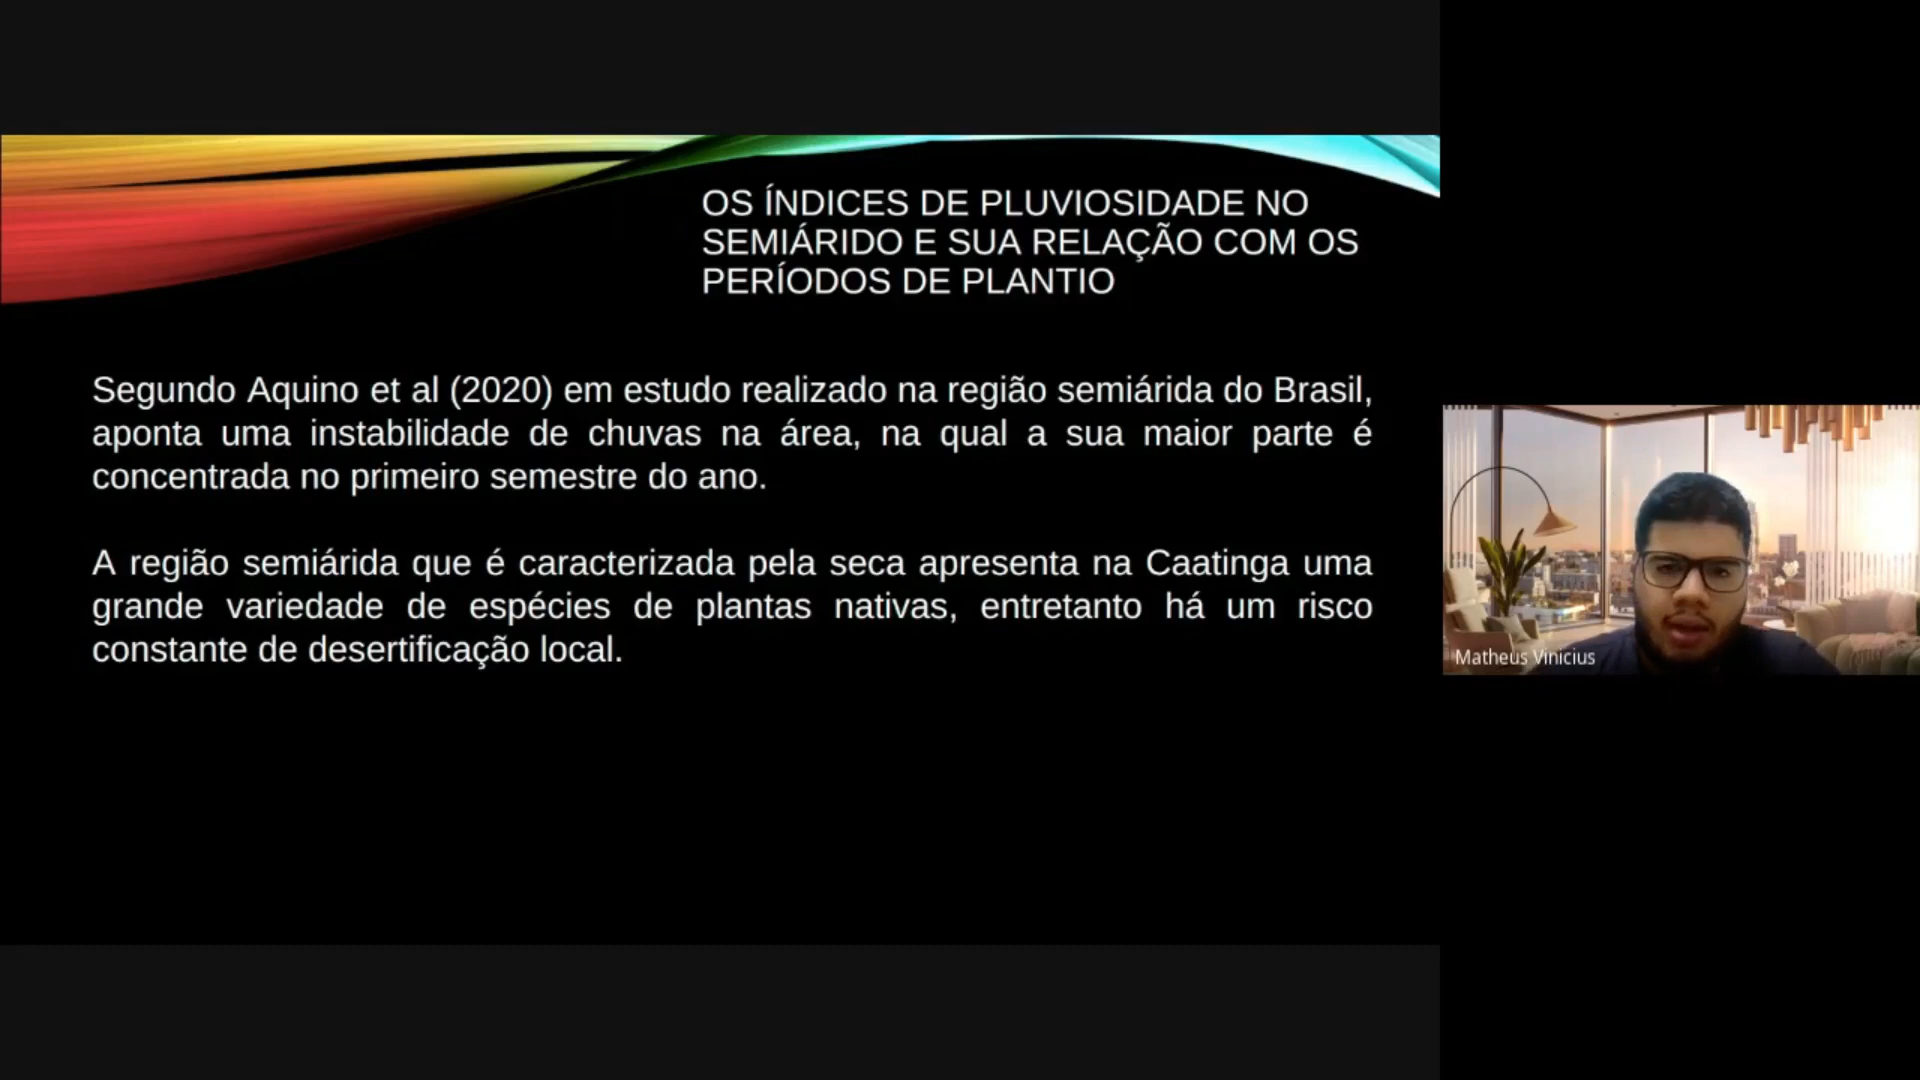 OS ÍNDICES DE PLUVIOSIDADE NO
SEMIÁRIDO E SUA RELAÇÃO COM OS
PERÍODOS DE PLANTIO
Segundo Aquino et al (2020) em estudo realizado na região semiárida do Brasil,
aponta uma instabilidade de chuvas na área, na qual a sua maior parte é
concentrada no primeiro semestre do ano.
A região semiárida que é caracterizada pela seca apresenta na Caatinga uma
grande variedade de espécies de plantas nativas, entretanto há um risco
constante de desertificação local.
Matheus Vinicius